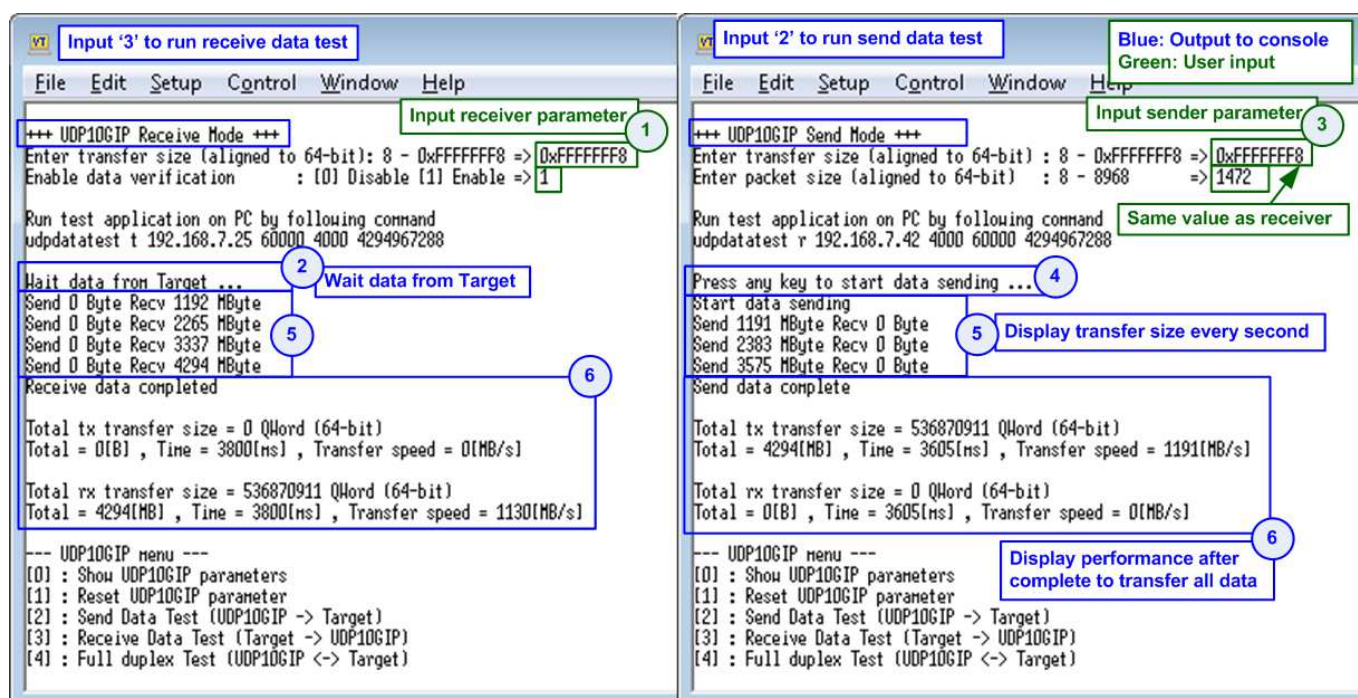 VT
Input ‘3’ to run receive data test
File Edit Setup Control Window Help
Input receiver parameter
1
+++ UDP10GIP Receive Mode +++
Enter transfer size (aligned to 64-bit): 8 - 0xFFFFFFF8 => 0xFFFFFFF8
Enable data verification : [0] Disable [1] Enable => 1
Run test application on PC by following command
udpdatatest t 192.168.7.25 60000 4000 4294967288
2
Wait data from Target ...
Wait data from Target
Send 0 Byte Recv 1192 MByte
Send 0 Byte Recv 2265 MByte
Send 0 Byte Recv 3337 MByte
Send 0 Byte Recv 4294 MByte
5
6
Receive data completed
Total tx transfer size = 0 QWord (64-bit)
Total = 0[B] , Time = 3800[ms] , Transfer speed = 0[MB/s]
Total rx transfer size = 536870911 QWord (64-bit)
Total = 4294[MB] , Time = 3800[ms] , Transfer speed = 1130[MB/s]
--- UDP10GIP menu ---
[0] : Show UDP10GIP parameters
[1] : Reset UDP10GIP parameter
[2] : Send Data Test (UDP10GIP -> Target)
[3] : Receive Data Test (Target -> UDP10GIP)
[4] : Full duplex Test (UDP10GIP <-> Target)
VT
Input ‘2’ to run send data test
Blue: Output to console
Green: User input
File Edit Setup Control Window Help
Input sender parameter
3
+++ UDP10GIP Send Mode +++
Enter transfer size (aligned to 64-bit) : 8 - 0xFFFFFFF8 => 0xFFFFFFF8
Enter packet size (aligned to 64-bit) : 8 - 8968 => 1472
Same value as receiver
Run test application on PC by following command
udpdatatest r 192.168.7.42 4000 60000 4294967288
4
Press any key to start data sending ...
Start data sending
Send 1191 MByte Recv 0 Byte
Send 2383 MByte Recv 0 Byte
Send 3575 MByte Recv 0 Byte
5
Display transfer size every second
6
Send data complete
Total tx transfer size = 536870911 QWord (64-bit)
Total = 4294[MB] , Time = 3605[ms] , Transfer speed = 1191[MB/s]
Total rx transfer size = 0 QWord (64-bit)
Total = 0[B] , Time = 3605[ms] , Transfer speed = 0[MB/s]
6
Display performance after
complete to transfer all data
--- UDP10GIP menu ---
[0] : Show UDP10GIP parameters
[1] : Reset UDP10GIP parameter
[2] : Send Data Test (UDP10GIP -> Target)
[3] : Receive Data Test (Target -> UDP10GIP)
[4] : Full duplex Test (UDP10GIP <-> Target)